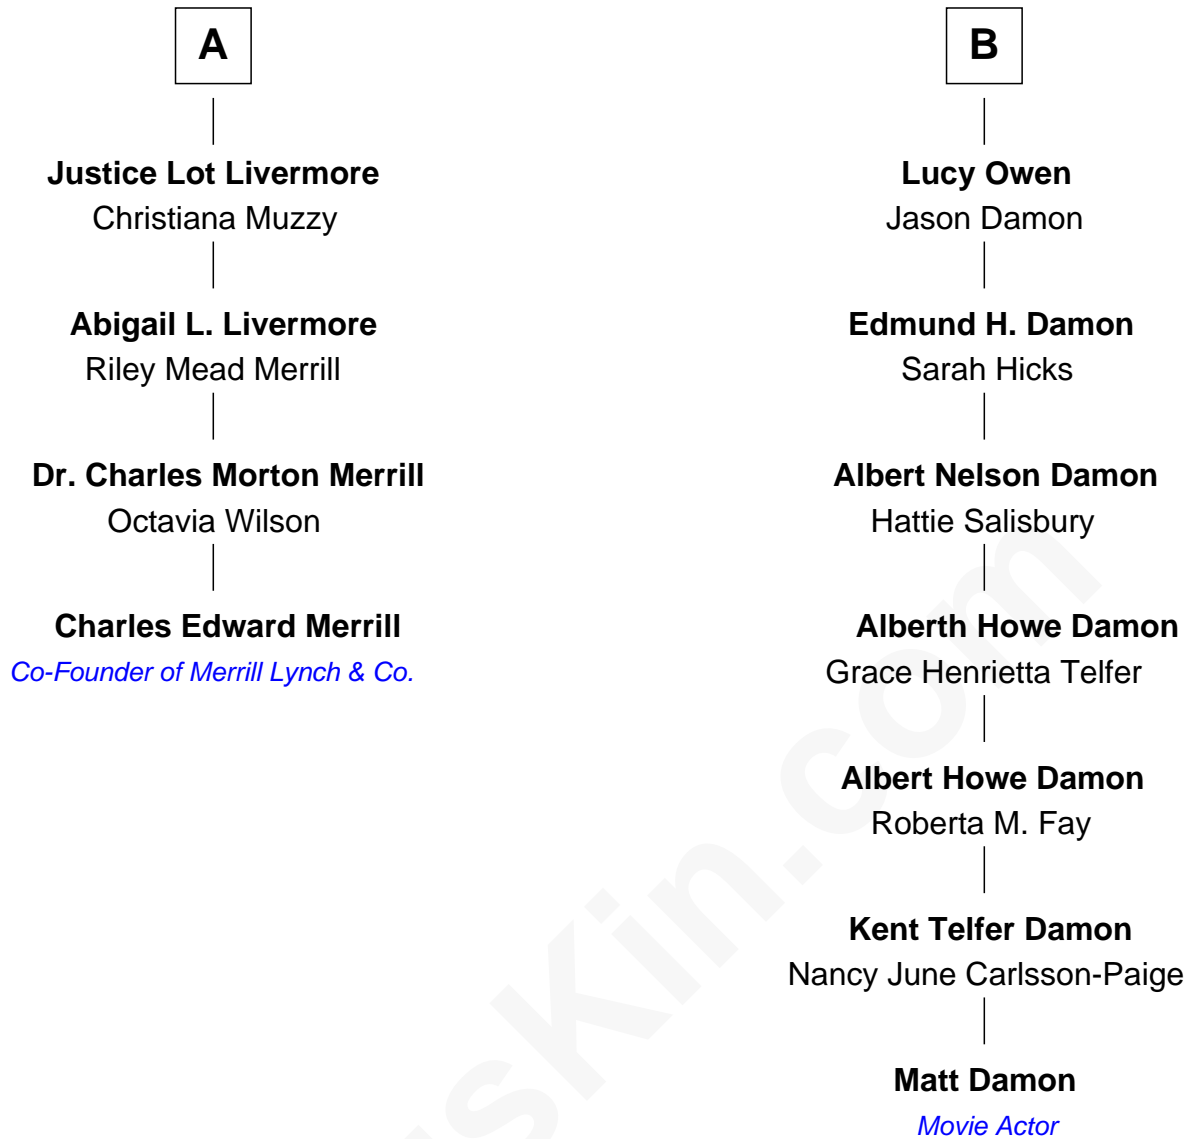 A
Justice Lot Livermore
Christiana Muzzy
Abigail L. Livermore
Riley Mead Merrill
Dr. Charles Morton Merrill
Octavia Wilson
Charles Edward Merrill
Co-Founder of Merrill Lynch & Co.
B
Lucy Owen
Jason Damon
Edmund H. Damon
Sarah Hicks
Albert Nelson Damon
Hattie Salisbury
Alberth Howe Damon
Grace Henrietta Telfer
Albert Howe Damon
Roberta M. Fay
Kent Telfer Damon
Nancy June Carlsson-Paige
Matt Damon
Movie Actor
sKin.com